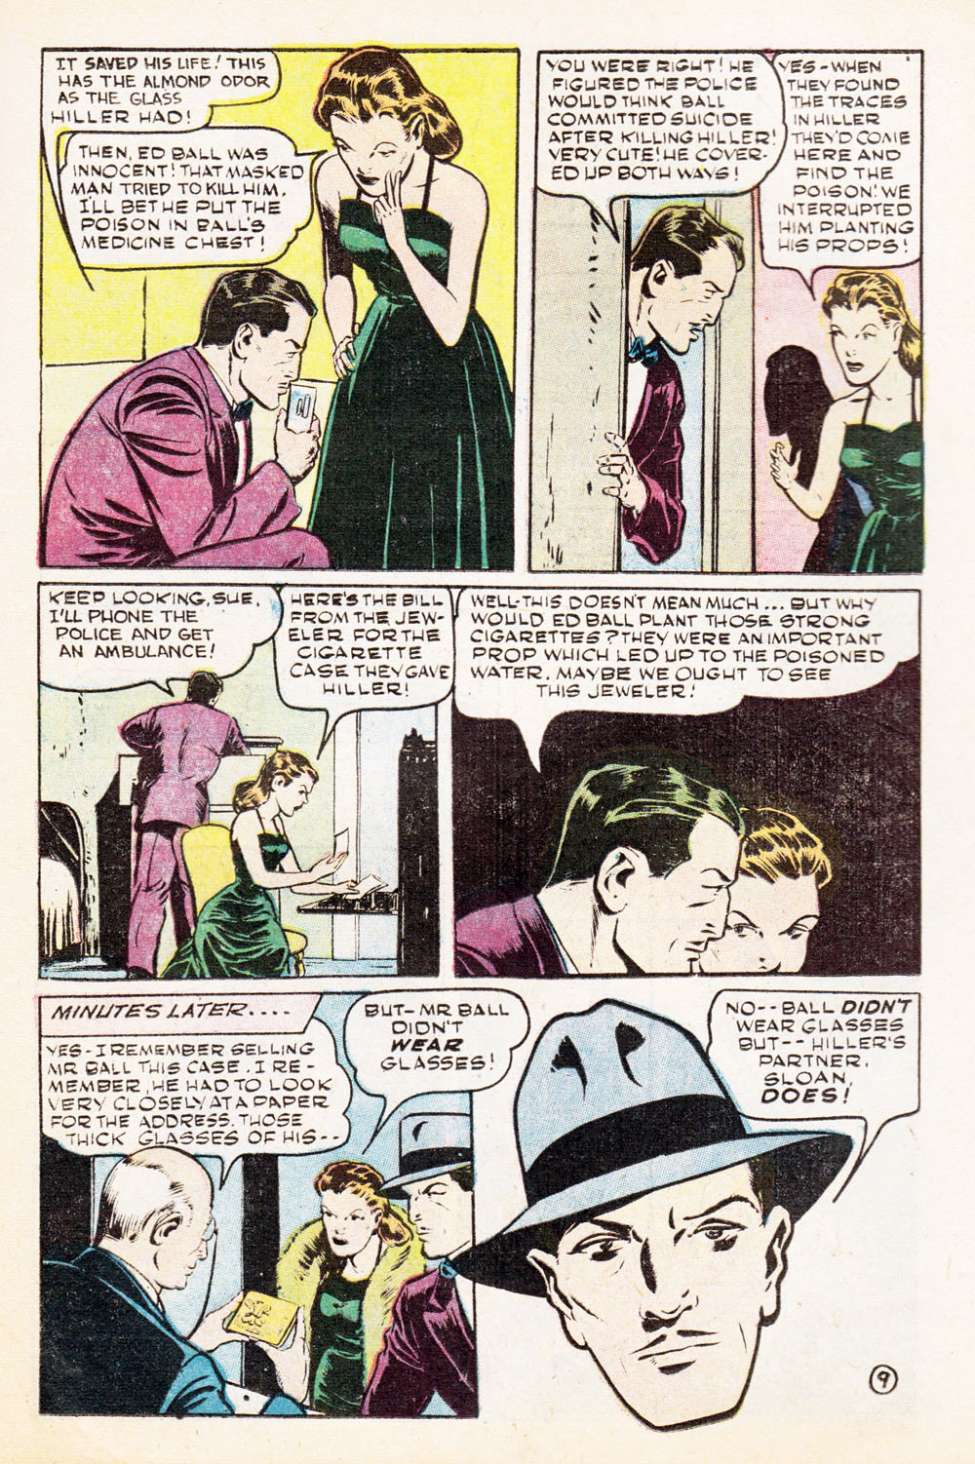 IT SAVED HIS LIFE! THIS
HAS THE ALMOND ODOR
AS THE GLASS
HILLER HAD!
THEN, ED BALL WAS
INNOCENT! THAT MASKED
MAN TRIED TO KILL HIM.
I'LL BET HE PUT THE
POISON IN BALL'S
MEDICINE CHEST!
YOU WERE RIGHT! HE
FIGURED THE POLICE
WOULD THINK BALL
COMMITTED SUICIDE
AFTER KILLING HILLER!
VERY CUTE! HE COVER-
ED UP BOTH WAYS!
YES - WHEN
THEY FOUND
THE TRACES
IN HILLER
THEY'D COME
HERE AND
FIND THE
POISON! WE
INTERRUPTED
HIM PLANTING
HIS PROPS!
KEEP LOOKING, SUE,
I'LL PHONE THE
POLICE AND GET
AN AMBULANCE!
HERE'S THE BILL
FROM THE JEW-
ELER FOR THE
CIGARETTE
CASE THEY GAVE
HILLER!
WELL-THIS DOESN'T MEAN MUCH ... BUT WHY
WOULD ED BALL PLANT THOSE STRONG
CIGARETTES? THEY WERE AN IMPORTANT
PROP WHICH LED UP TO THE POISONED
WATER. MAYBE WE OUGHT TO SEE
THIS JEWELER!
MINUTES LATER....
YES - I REMEMBER SELLING
MR BALL THIS CASE. I RE-
MEMBER, HE HAD TO LOOK
VERY CLOSELY AT A PAPER
FOR THE ADDRESS. THOSE
THICK GLASSES OF HIS--
BUT- MR BALL
DIDN'T
WEAR
GLASSES!
NO-- BALL DIDN'T
WEAR GLASSES
BUT-- HILLER'S
PARTNER,
SLOAN,
DOES!
9